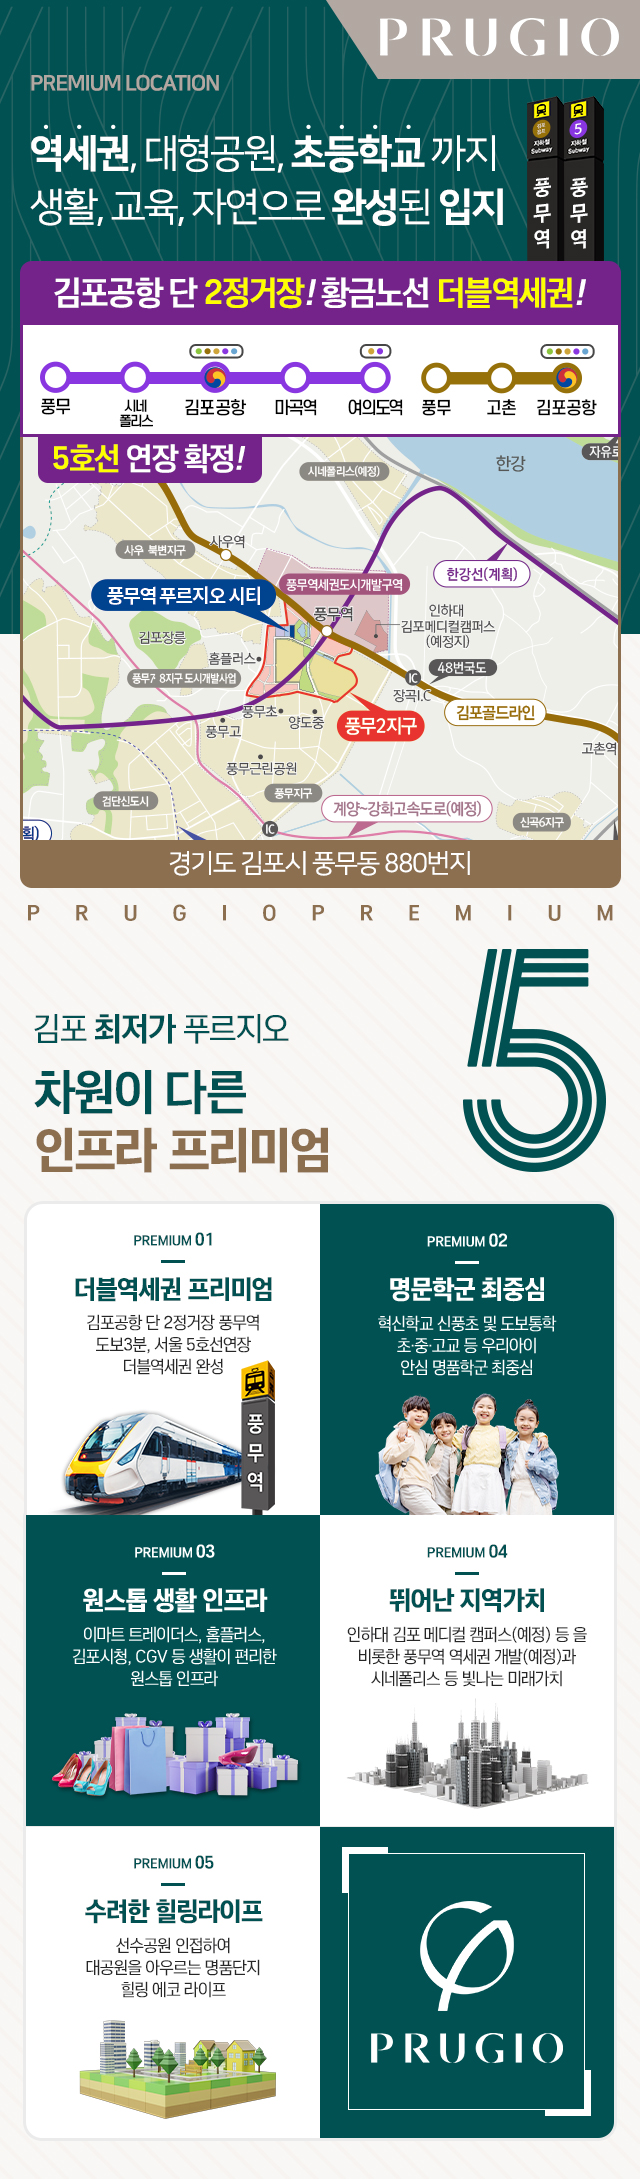 PRUGIO
PREMIUM LOCATION
역세권, 대형공원, 초등학교 까지
생활, 교육, 자연으로 완성된 입지
5
지하철
Subway
지하철
Subway
풍무역
풍무역
김포공항 단 2정거장! 황금노선 더블역세권!
풍무
시네
폴리스
김포공항
마곡역
여의도역
풍무
고촌
김포공항
5호선 연장 확정!
시네폴리스(예정)
한강
자유로
사우 북변지구
사우역
한강선(계획)
풍무역세권도시개발구역
풍무역 푸르지오 시티
풍무역
인하대
김포메디컬캠퍼스
(예정지)
김포장릉
홈플러스
48번국도
IC
장곡I.C
풍무7·8지구 도시개발사업
김포골드라인
풍무초
양도중
풍무2지구
풍무고
고촌역
풍무근린공원
풍무지구
검단신도시
계양~강화고속도로(예정)
신곡6지구
IC
획)
경기도 김포시 풍무동 880번지
PRUGIOPREMIUM
김포 최저가 푸르지오
차원이 다른
인프라 프리미엄
5
PREMIUM 01
더블역세권 프리미엄
김포공항 단 2정거장 풍무역
도보3분, 서울 5호선연장
더블역세권 완성
풍무역
PREMIUM 02
명문학군 최중심
혁신학교 신풍초 및 도보통학
초·중·고교 등 우리아이
안심 명품학군 최중심
PREMIUM 03
원스톱 생활 인프라
이마트 트레이더스, 홈플러스,
김포시청, CGV 등 생활이 편리한
원스톱 인프라
PREMIUM 04
뛰어난 지역가치
인하대 김포 메디컬 캠퍼스(예정) 등 을
비롯한 풍무역 역세권 개발(예정)과
시네폴리스 등 빛나는 미래가치
PREMIUM 05
수려한 힐링라이프
선수공원 인접하여
대공원을 아우르는 명품단지
힐링 에코 라이프
PRUGIO